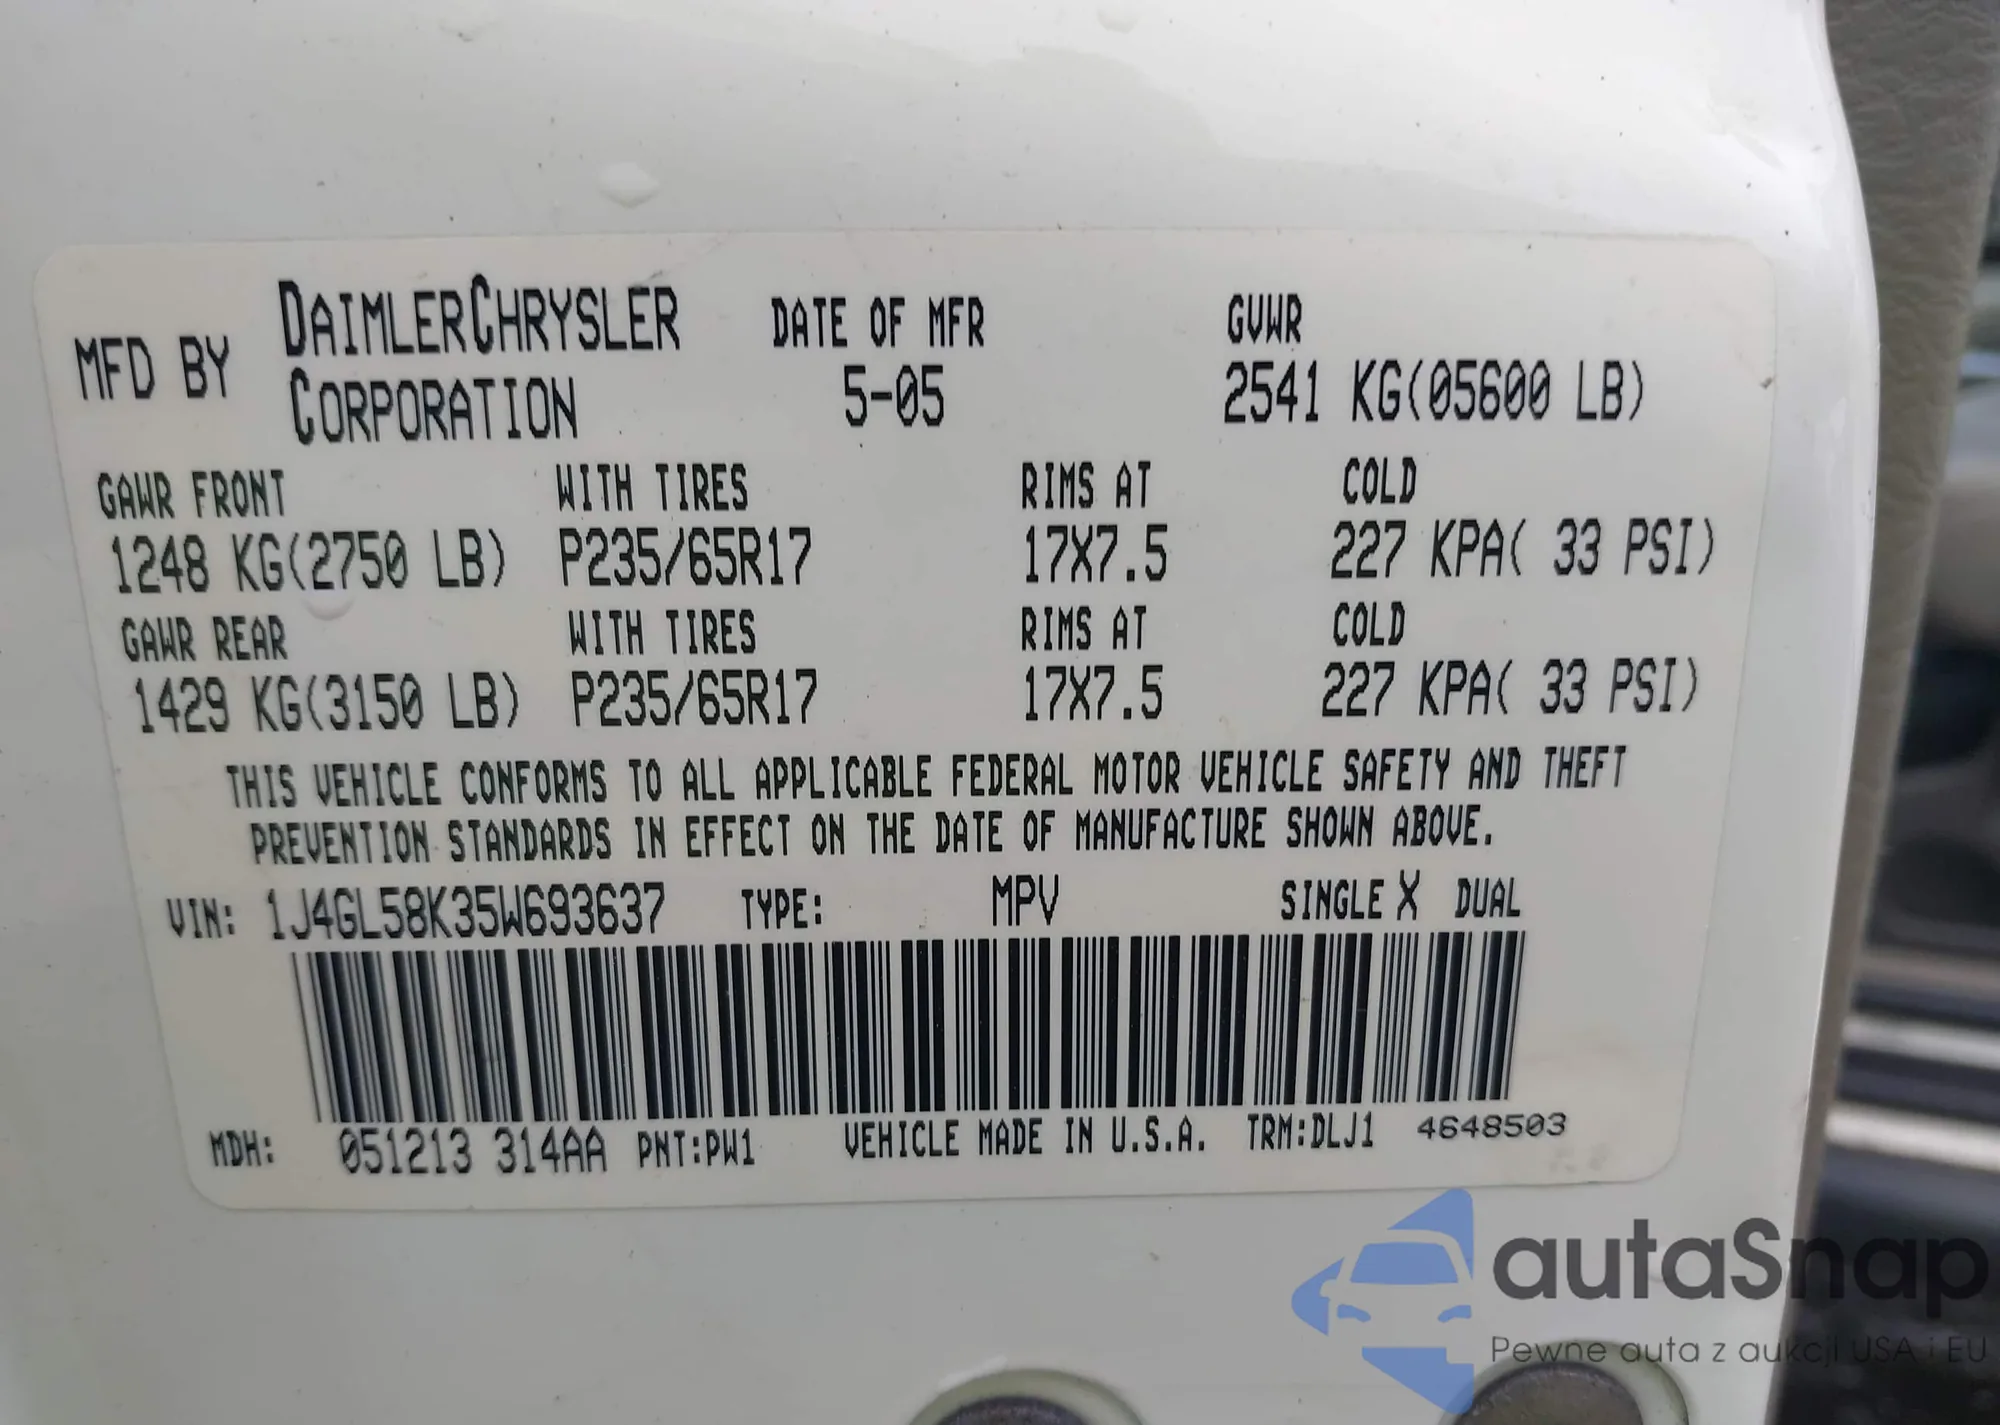 MFD BY DAIMLERCHRYSLER CORPORATION DATE OF MFR 5-05 GVWR 2541 KG(05600 LB)
GAWR FRONT WITH TIRES RIMS AT COLD
1248 KG(2750 LB) P235/65R17 17X7.5 227 KPA( 33 PSI)
GAWR REAR WITH TIRES RIMS AT COLD
1429 KG(3150 LB) P235/65R17 17X7.5 227 KPA( 33 PSI)
THIS VEHICLE CONFORMS TO ALL APPLICABLE FEDERAL MOTOR VEHICLE SAFETY AND THEFT
PREVENTION STANDARDS IN EFFECT ON THE DATE OF MANUFACTURE SHOWN ABOVE.
VIN: 1J4GL58K35W693637 TYPE: MPV SINGLE X DUAL
MDH: 051213 314AA PNT:PW1 VEHICLE MADE IN U.S.A. TRM:DLJ1 4648503
autaSnap
Pewne auta z aukcji USA i EU